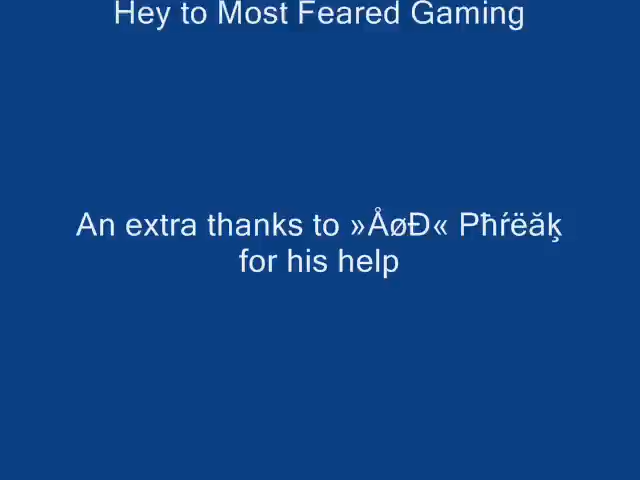 Hey to Most Feared Gaming
An extra thanks to »ÅøÐ« Pħŕëăķ
for his help